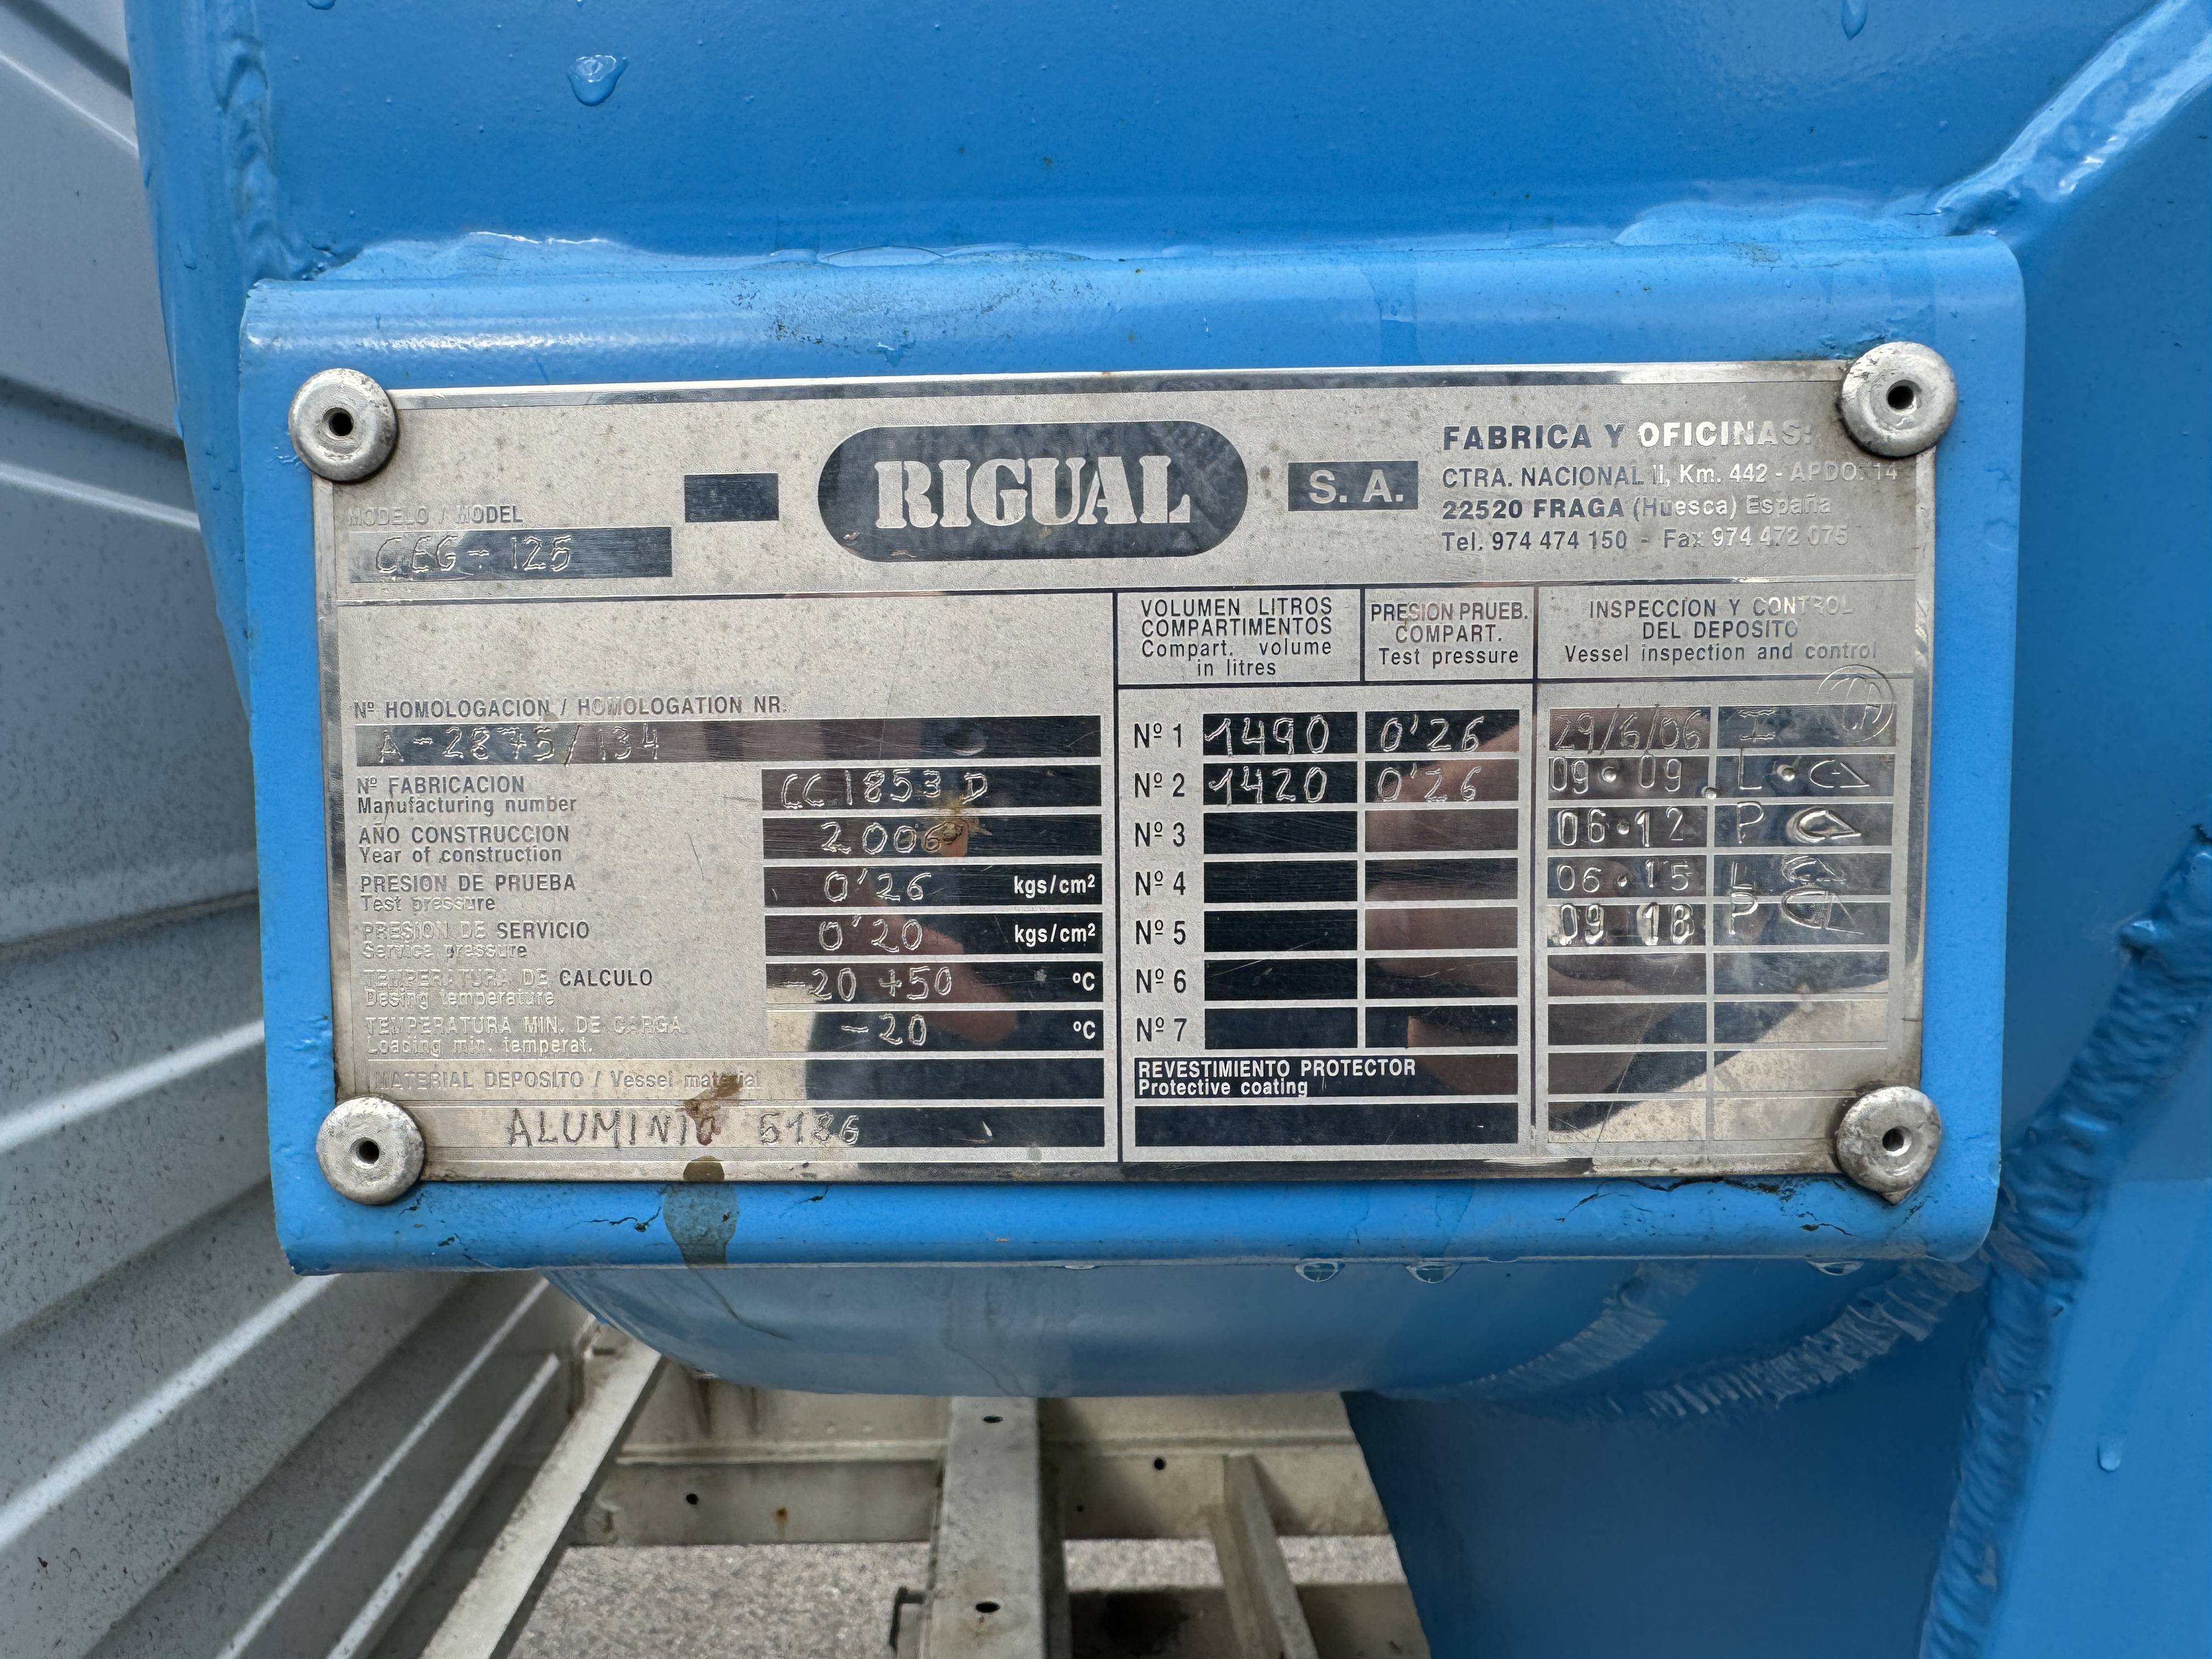 RIGUAL S. A.
FABRICA Y OFICINAS:
CTRA. NACIONAL II, Km. 442 - APDO. 14
22520 FRAGA (Huesca) España
Tel. 974 474 150 - Fax 974 472 075
MODELO / MODEL
CEG - 125
Nº HOMOLOGACION / HOMOLOGATION NR.
A-2875/134
Nº FABRICACION
Manufacturing number
CC 1853 D
AÑO CONSTRUCCION
Year of construction
2006
PRESION DE PRUEBA
Test pressure
0'26 kgs/cm²
PRESION DE SERVICIO
Service pressure
0'20 kgs/cm²
TEMPERATURA DE CALCULO
Desing temperature
-20 +50 ºC
TEMPERATURA MIN. DE CARGA
Loading min. temperat.
-20 ºC
MATERIAL DEPOSITO / Vessel material
ALUMINIO 5186
VOLUMEN LITROS
COMPARTIMENTOS
Compart. volume
in litres
PRESION PRUEB.
COMPART.
Test pressure
Nº 1 1490 0'26
Nº 2 1420 0'26
Nº 3
Nº 4
Nº 5
Nº 6
Nº 7
REVESTIMIENTO PROTECTOR
Protective coating
INSPECCION Y CONTROL
DEL DEPOSITO
Vessel inspection and control
29/6/06 I
09·09 L
06·12 P
06·15 L
09 18 P